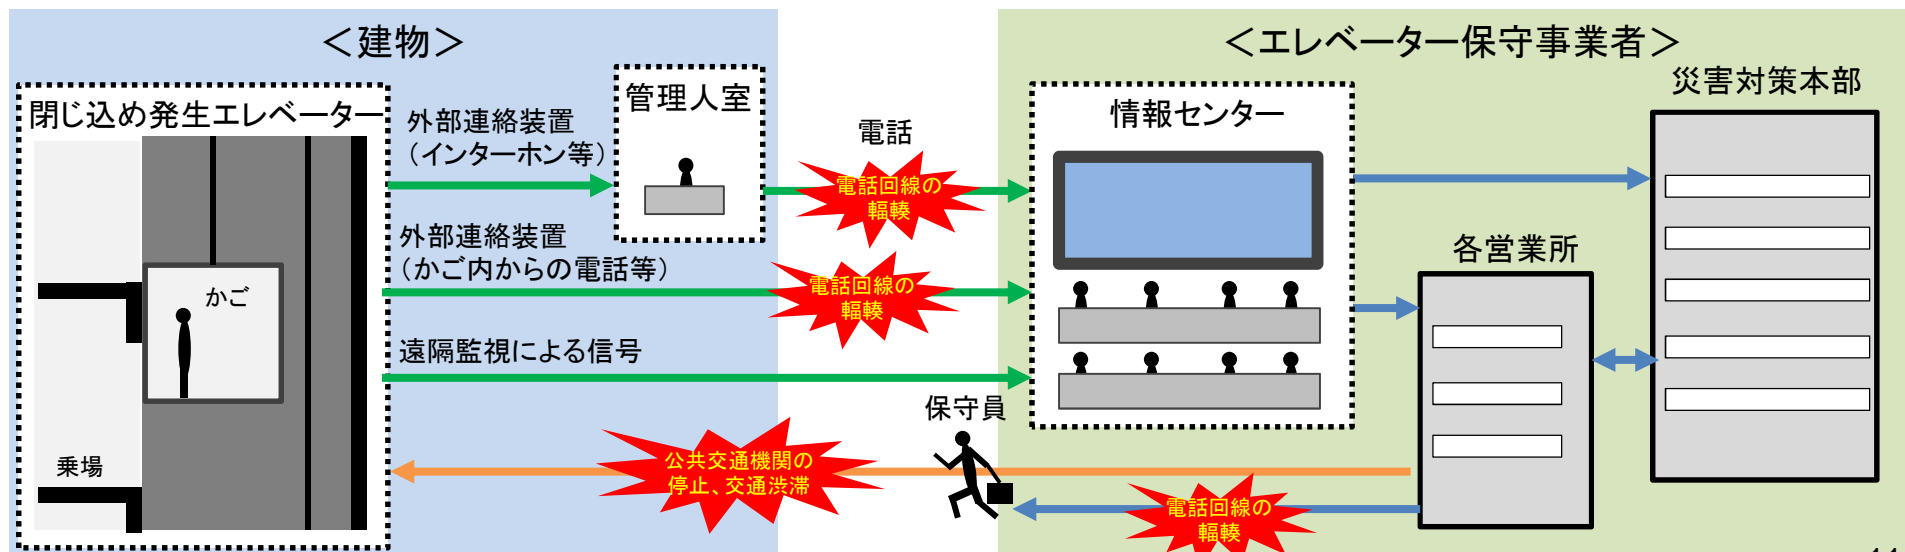 ＜建物＞
閉じ込め発生エレベーター
かご
乗場
外部連絡装置
（インターホン等）
管理人室
外部連絡装置
（かご内からの電話等）
遠隔監視による信号
電話
電話回線の
輻輳
電話回線の
輻輳
公共交通機関の
停止、交通渋滞
保守員
＜エレベーター保守事業者＞
情報センター
災害対策本部
各営業所
電話回線の
輻輳